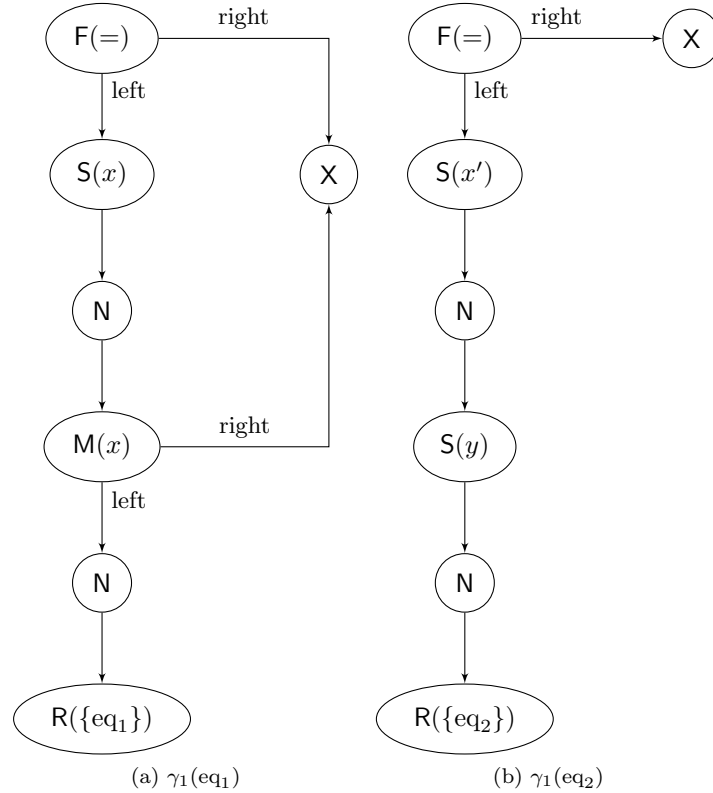 F(=)
right
left
S(x)
X
N
M(x)
right
left
N
R({eq₁})
(a) γ₁(eq₁)
F(=)
right
X
left
S(x′)
N
S(y)
N
R({eq₂})
(b) γ₁(eq₂)